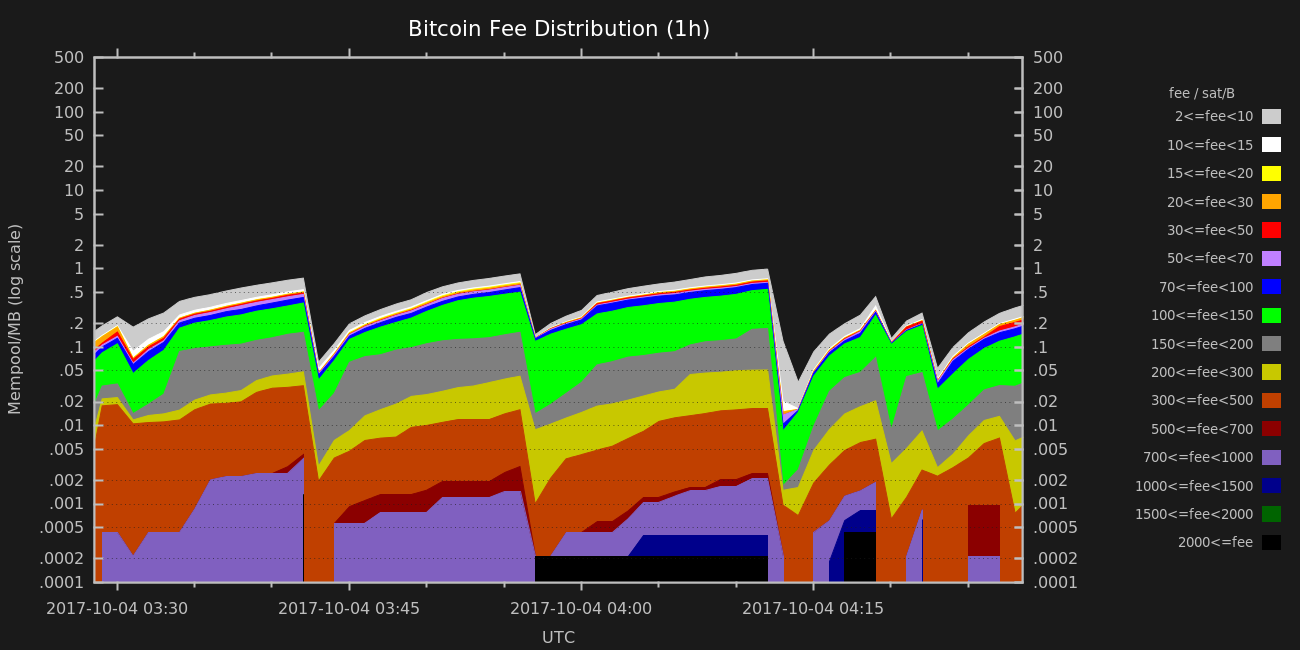 Bitcoin Fee Distribution (1h)
Mempool/MB (log scale)
500
200
100
50
20
10
5
2
1
.5
.2
.1
.05
.02
.01
.005
.002
.001
.0005
.0002
.0001
500
200
100
50
20
10
5
2
1
.5
.2
.1
.05
.02
.01
.005
.002
.001
.0005
.0002
.0001
2017-10-04 03:30
2017-10-04 03:45
2017-10-04 04:00
2017-10-04 04:15
UTC
fee / sat/B
2<=fee<10
10<=fee<15
15<=fee<20
20<=fee<30
30<=fee<50
50<=fee<70
70<=fee<100
100<=fee<150
150<=fee<200
200<=fee<300
300<=fee<500
500<=fee<700
700<=fee<1000
1000<=fee<1500
1500<=fee<2000
2000<=fee